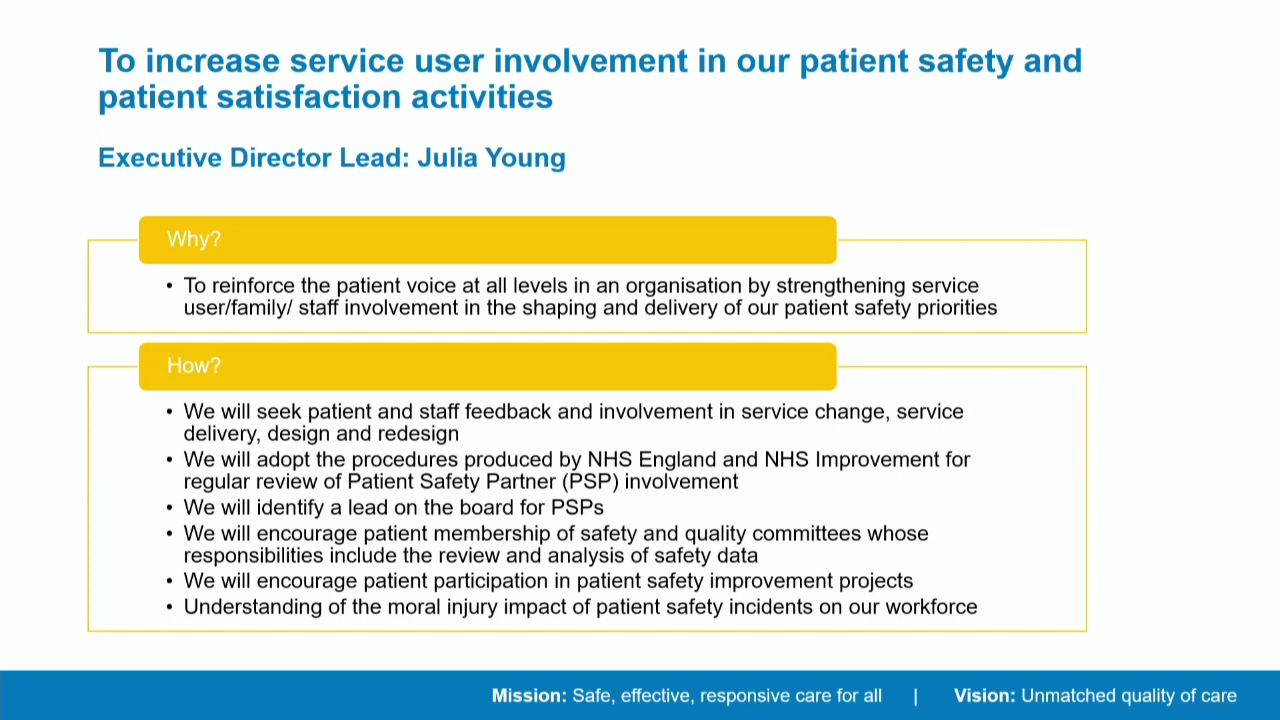 To increase service user involvement in our patient safety and
patient satisfaction activities
Executive Director Lead: Julia Young
Why?
• To reinforce the patient voice at all levels in an organisation by strengthening service
user/family/ staff involvement in the shaping and delivery of our patient safety priorities
How?
• We will seek patient and staff feedback and involvement in service change, service
delivery, design and redesign
• We will adopt the procedures produced by NHS England and NHS Improvement for
regular review of Patient Safety Partner (PSP) involvement
• We will identify a lead on the board for PSPs
• We will encourage patient membership of safety and quality committees whose
responsibilities include the review and analysis of safety data
• We will encourage patient participation in patient safety improvement projects
• Understanding of the moral injury impact of patient safety incidents on our workforce
Mission: Safe, effective, responsive care for all | Vision: Unmatched quality of care